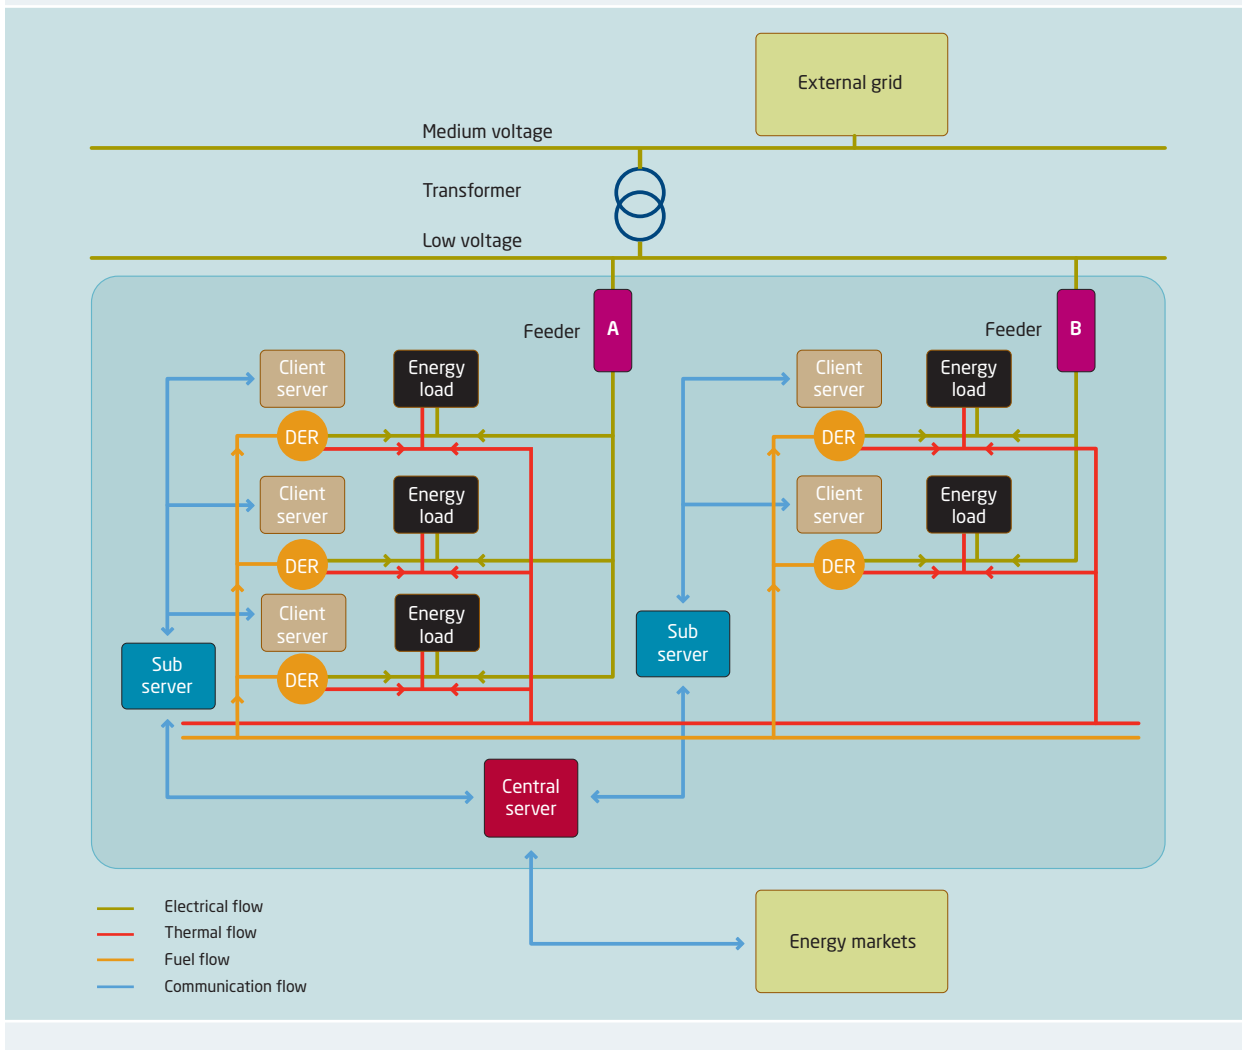 External grid
Medium voltage
Transformer
Low voltage
Feeder
A
Feeder
B
Client
server
Energy
load
DER
Client
server
Energy
load
DER
Client
server
Energy
load
DER
Client
server
Energy
load
DER
Client
server
Energy
load
DER
Sub
server
Sub
server
Central
server
Energy markets
Electrical flow
Thermal flow
Fuel flow
Communication flow